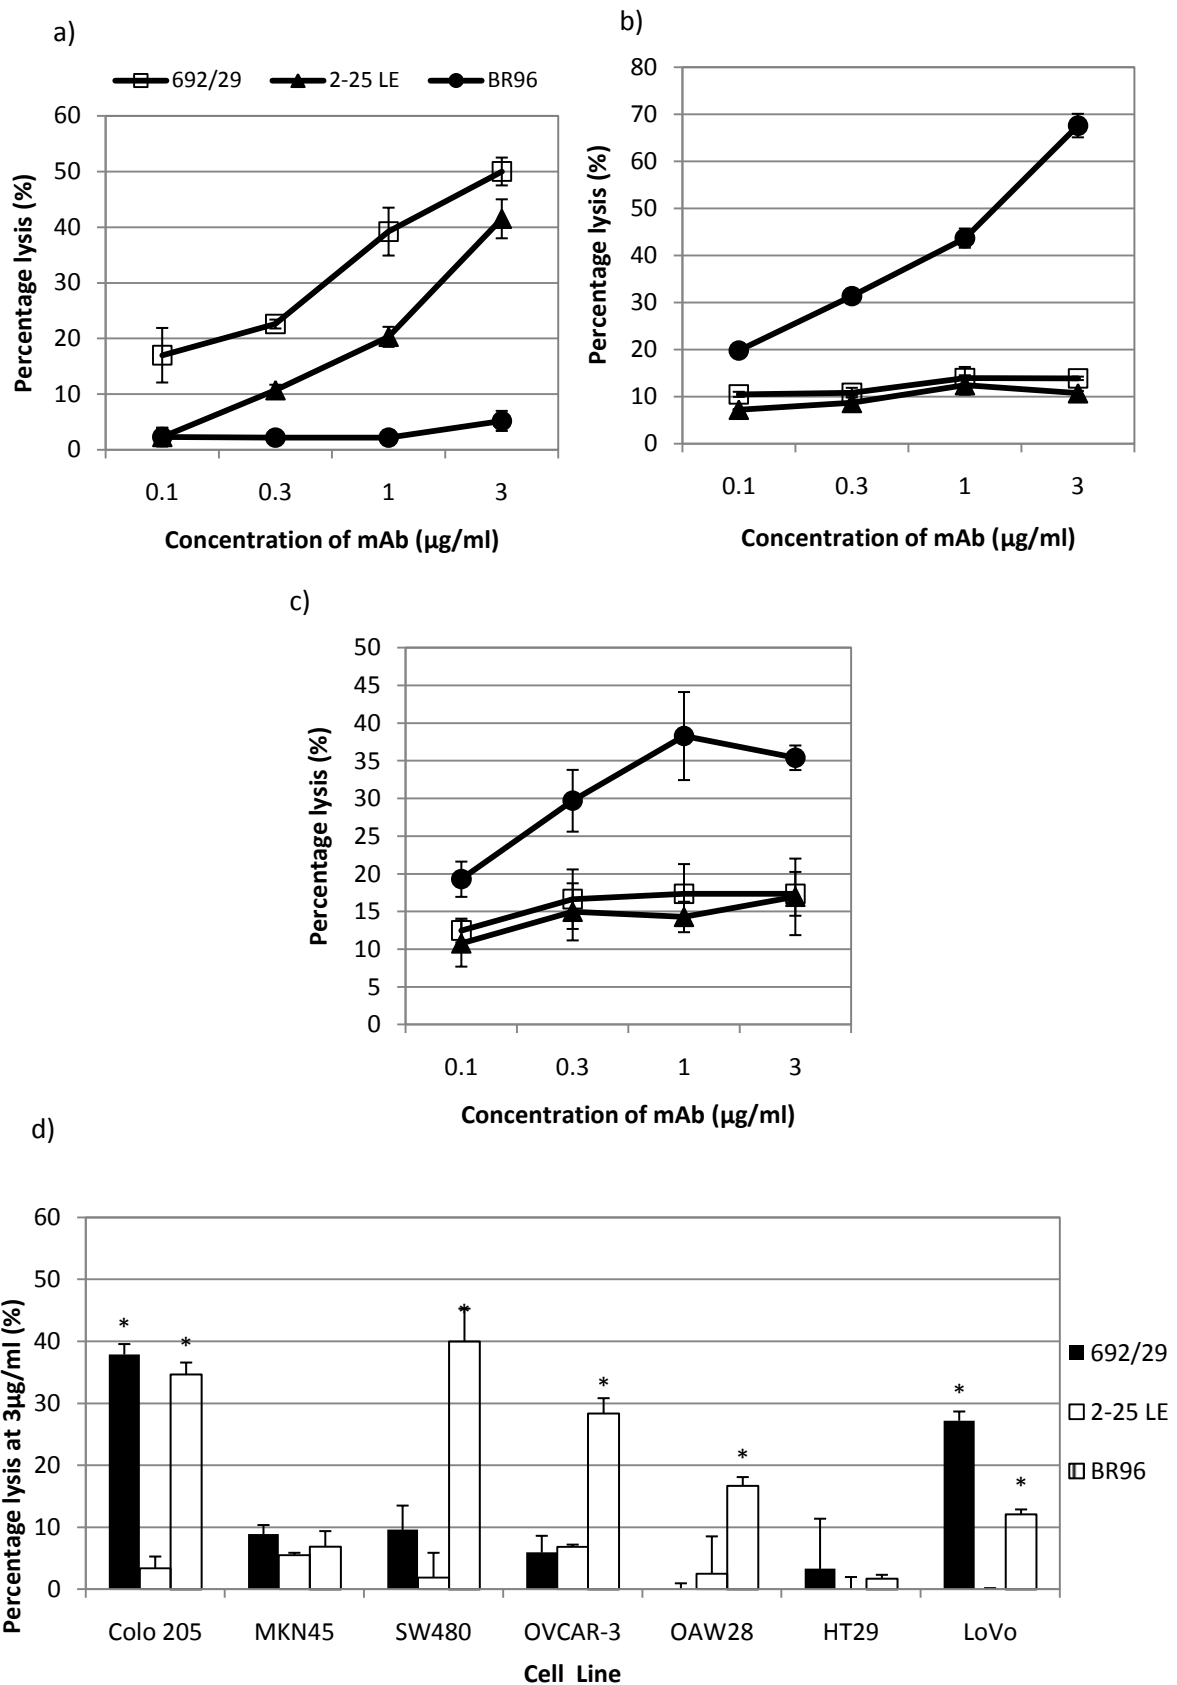 a)
692/29 2-25 LE BR96
60
50
40
30
20
10
0
Percentage lysis (%)
0.1 0.3 1 3
Concentration of mAb (µg/ml)
b)
80
70
60
50
40
30
20
10
0
Percentage lysis (%)
0.1 0.3 1 3
Concentration of mAb (µg/ml)
c)
50
45
40
35
30
25
20
15
10
5
0
Percentage lysis (%)
0.1 0.3 1 3
Concentration of mAb (µg/ml)
d)
60
50
40
30
20
10
0
Percentage lysis at 3µg/ml (%)
* * * * * * *
692/29
2-25 LE
BR96
Colo 205 MKN45 SW480 OVCAR-3 OAW28 HT29 LoVo
Cell Line